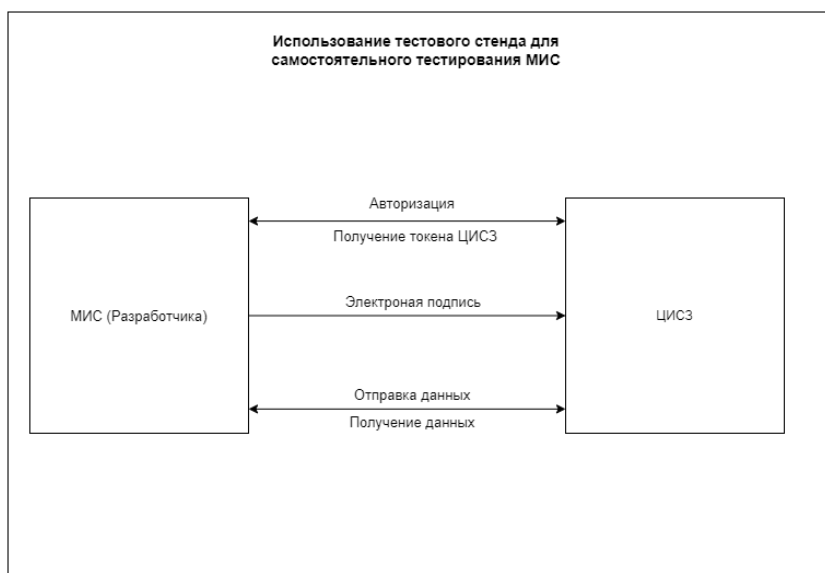 Использование тестового стенда для
самостоятельного тестирования МИС
Авторизация
Получение токена ЦИСЗ
МИС (Разработчика)
Электроная подпись
ЦИСЗ
Отправка данных
Получение данных